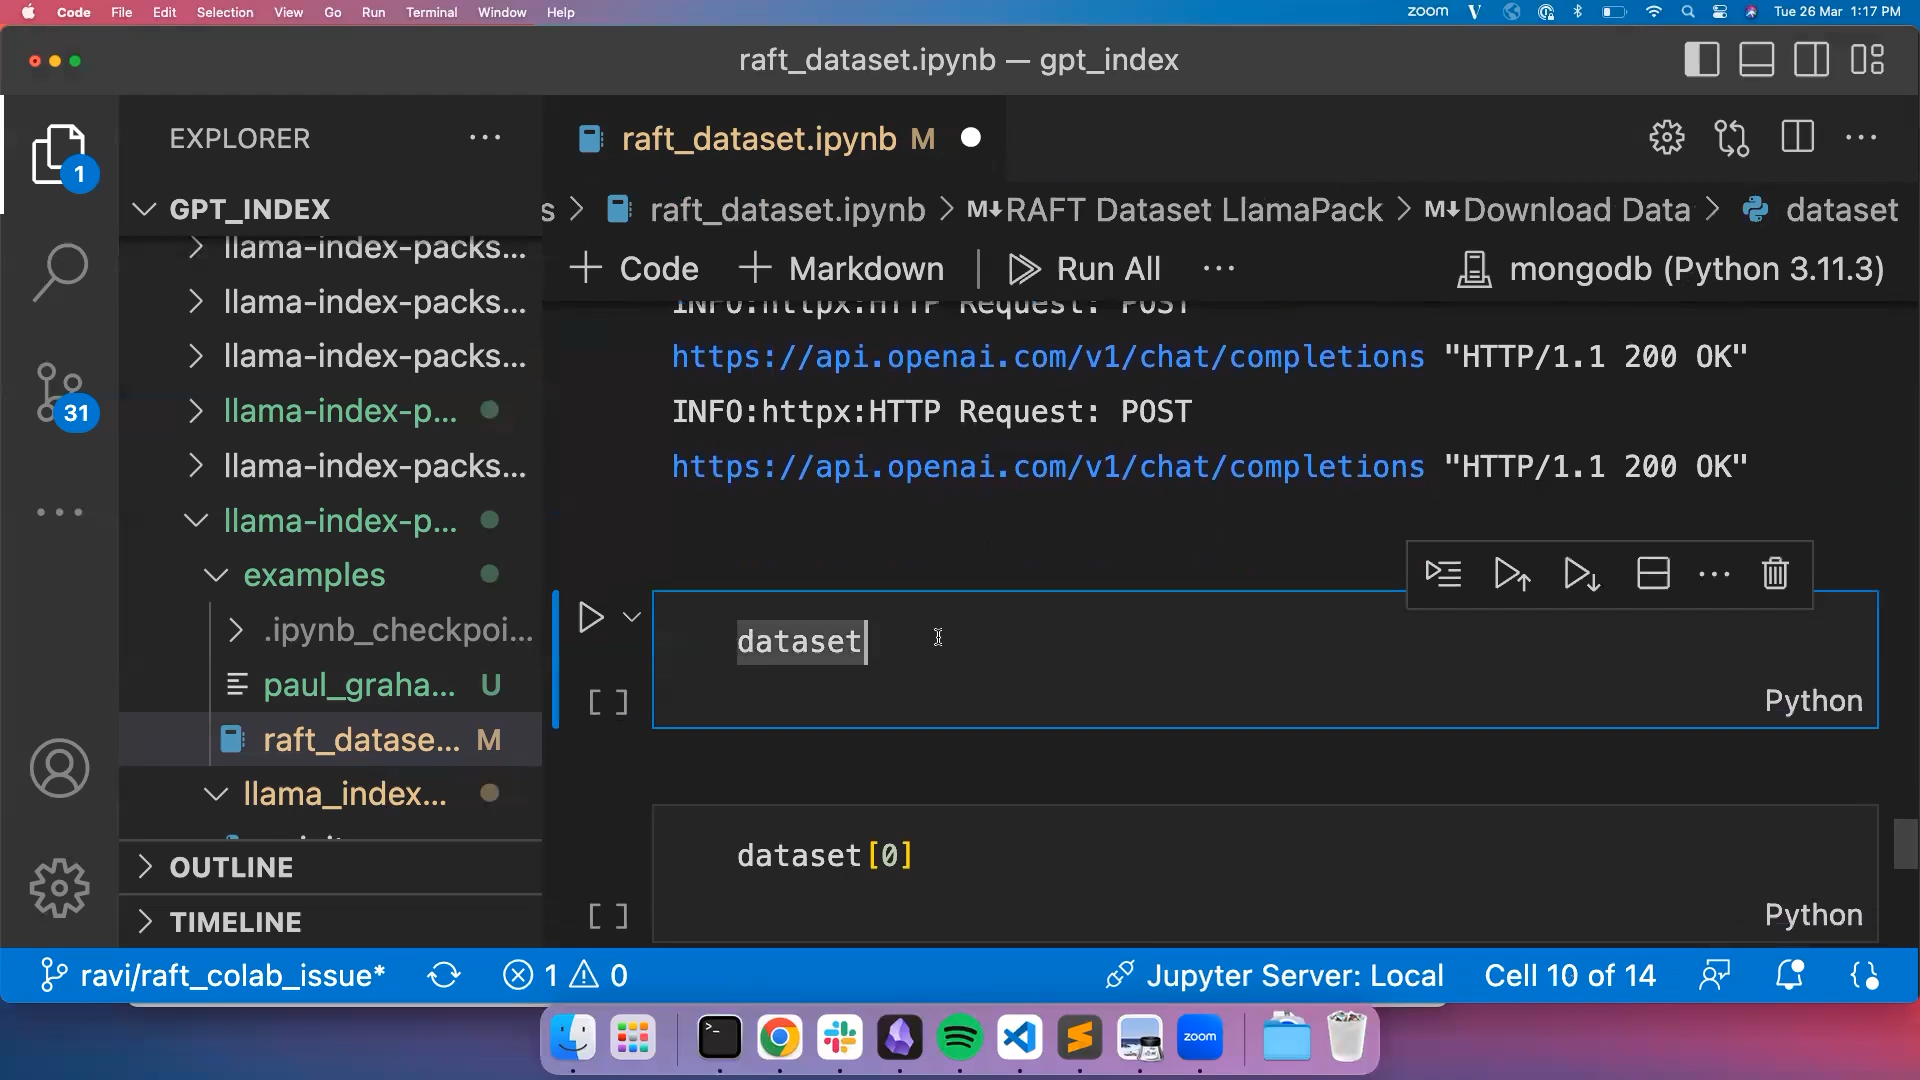 Code File Edit Selection View Go Run Terminal Window Help zoom Tue 26 Mar 1:17 PM
raft_dataset.ipynb — gpt_index
EXPLORER
raft_dataset.ipynb M
1
GPT_INDEX
s > raft_dataset.ipynb > M↓RAFT Dataset LlamaPack > M↓Download Data > dataset
+ Code + Markdown | Run All ... mongodb (Python 3.11.3)
llama-index-packs...
llama-index-packs...
llama-index-packs...
llama-index-p...
llama-index-packs...
llama-index-p...
examples
.ipynb_checkpoi...
paul_graha... U
raft_datase... M
llama_index...
31
OUTLINE
TIMELINE
INFO:httpx:HTTP Request: POST
https://api.openai.com/v1/chat/completions "HTTP/1.1 200 OK"
INFO:httpx:HTTP Request: POST
https://api.openai.com/v1/chat/completions "HTTP/1.1 200 OK"
dataset
[ ]
Python
dataset[0]
[ ]
Python
ravi/raft_colab_issue* 1 0 Jupyter Server: Local Cell 10 of 14
zoom